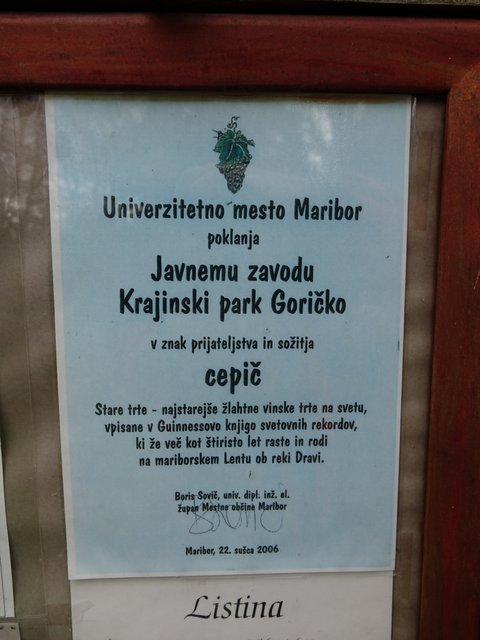 Univerzitetno mesto Maribor
poklanja
Javnemu zavodu
Krajinski park Goričko
v znak prijateljstva in sožitja
cepič
Stare trte - najstarejše žlahtne vinske trte na svetu,
vpisane v Guinnessovo knjigo svetovnih rekordov,
ki že več kot štiristo let raste in rodi
na mariborskem Lentu ob reki Dravi.
Boris Sovič, univ. dipl. inž. el.
župan Mestne občine Maribor
Maribor, 22. sušca 2006
Listina